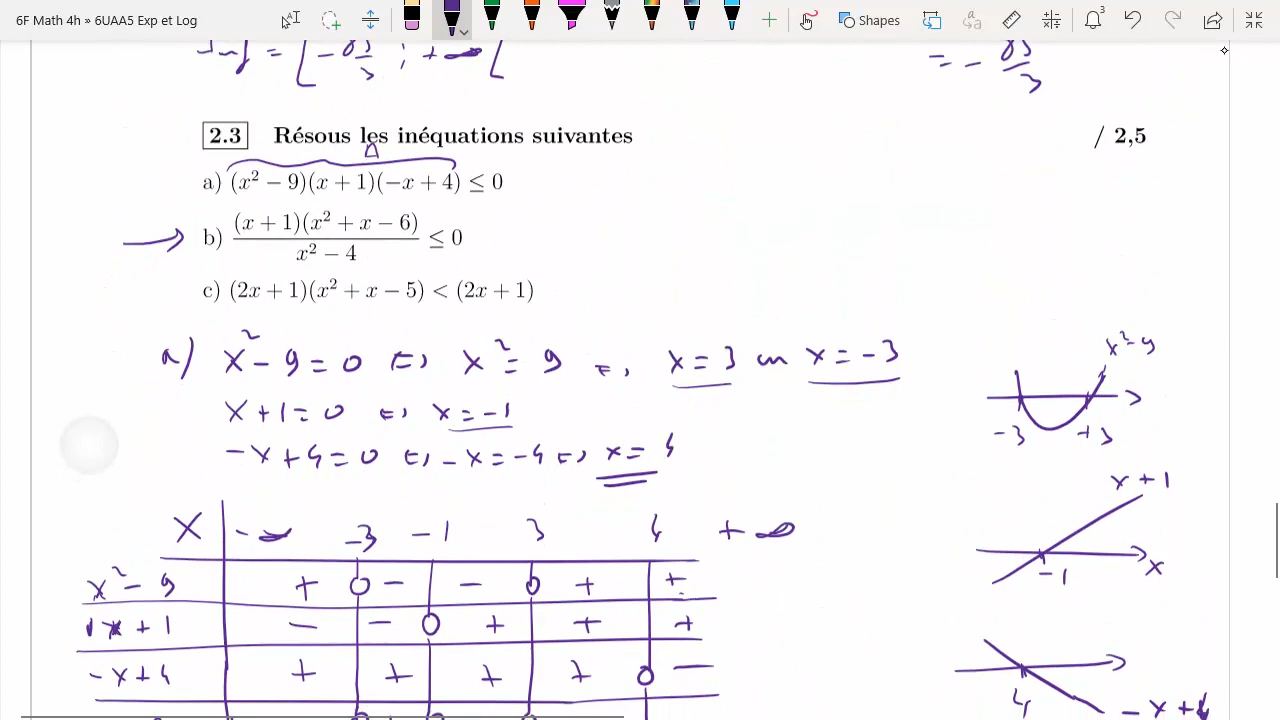 6F Math 4h » 6UAA5 Exp et Log Shapes 3
; +∞ [
= - 3
2.3 Résous les inéquations suivantes / 2,5
Δ
a) (x² − 9)(x + 1)(−x + 4) ≤ 0
b) (x + 1)(x² + x − 6) / x² − 4 ≤ 0
c) (2x + 1)(x² + x − 5) < (2x + 1)
a) x² - 9 = 0 ⇔ x² = 9 ⇔ x = 3 ou x = -3
x² - 9
-3 +3
x + 1 = 0 ⇔ x = -1
-x + 4 = 0 ⇔ -x = -4 ⇔ x = 4
x + 1
-1 x
x -∞ -3 -1 3 4 +∞
x² - 9 + 0 - - 0 + +
x + 1 - - 0 + + +
-x + 4 + + + + 0 -
4 -x + 4